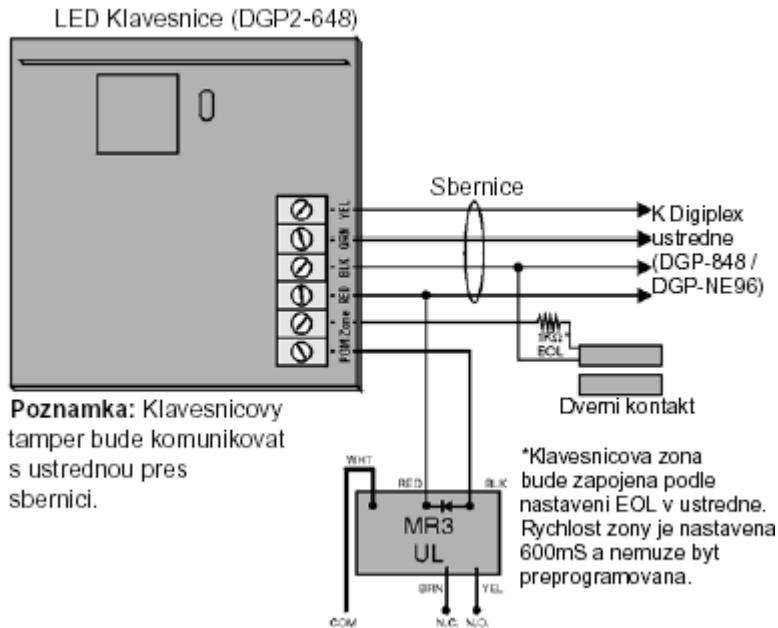 LED Klavesnice (DGP2-648)
Sbernice
YEL
GRN
BLK
RED
Zone
PGM
K Digiplex
ustredne
(DGP-848 /
DGP-NE96)
1KΩ*
EOL
Dverni kontakt
Poznamka: Klavesnicovy
tamper bude komunikovat
s ustrednou pres
sbernici.
WHT
RED
BLK
MR3
UL
BRN
YEL
COM
N.C.
N.O.
*Klavesnicova zona
bude zapojena podle
nastaveni EOL v ustredne.
Rychlost zony je nastavena
600mS a nemuze byt
preprogramovana.